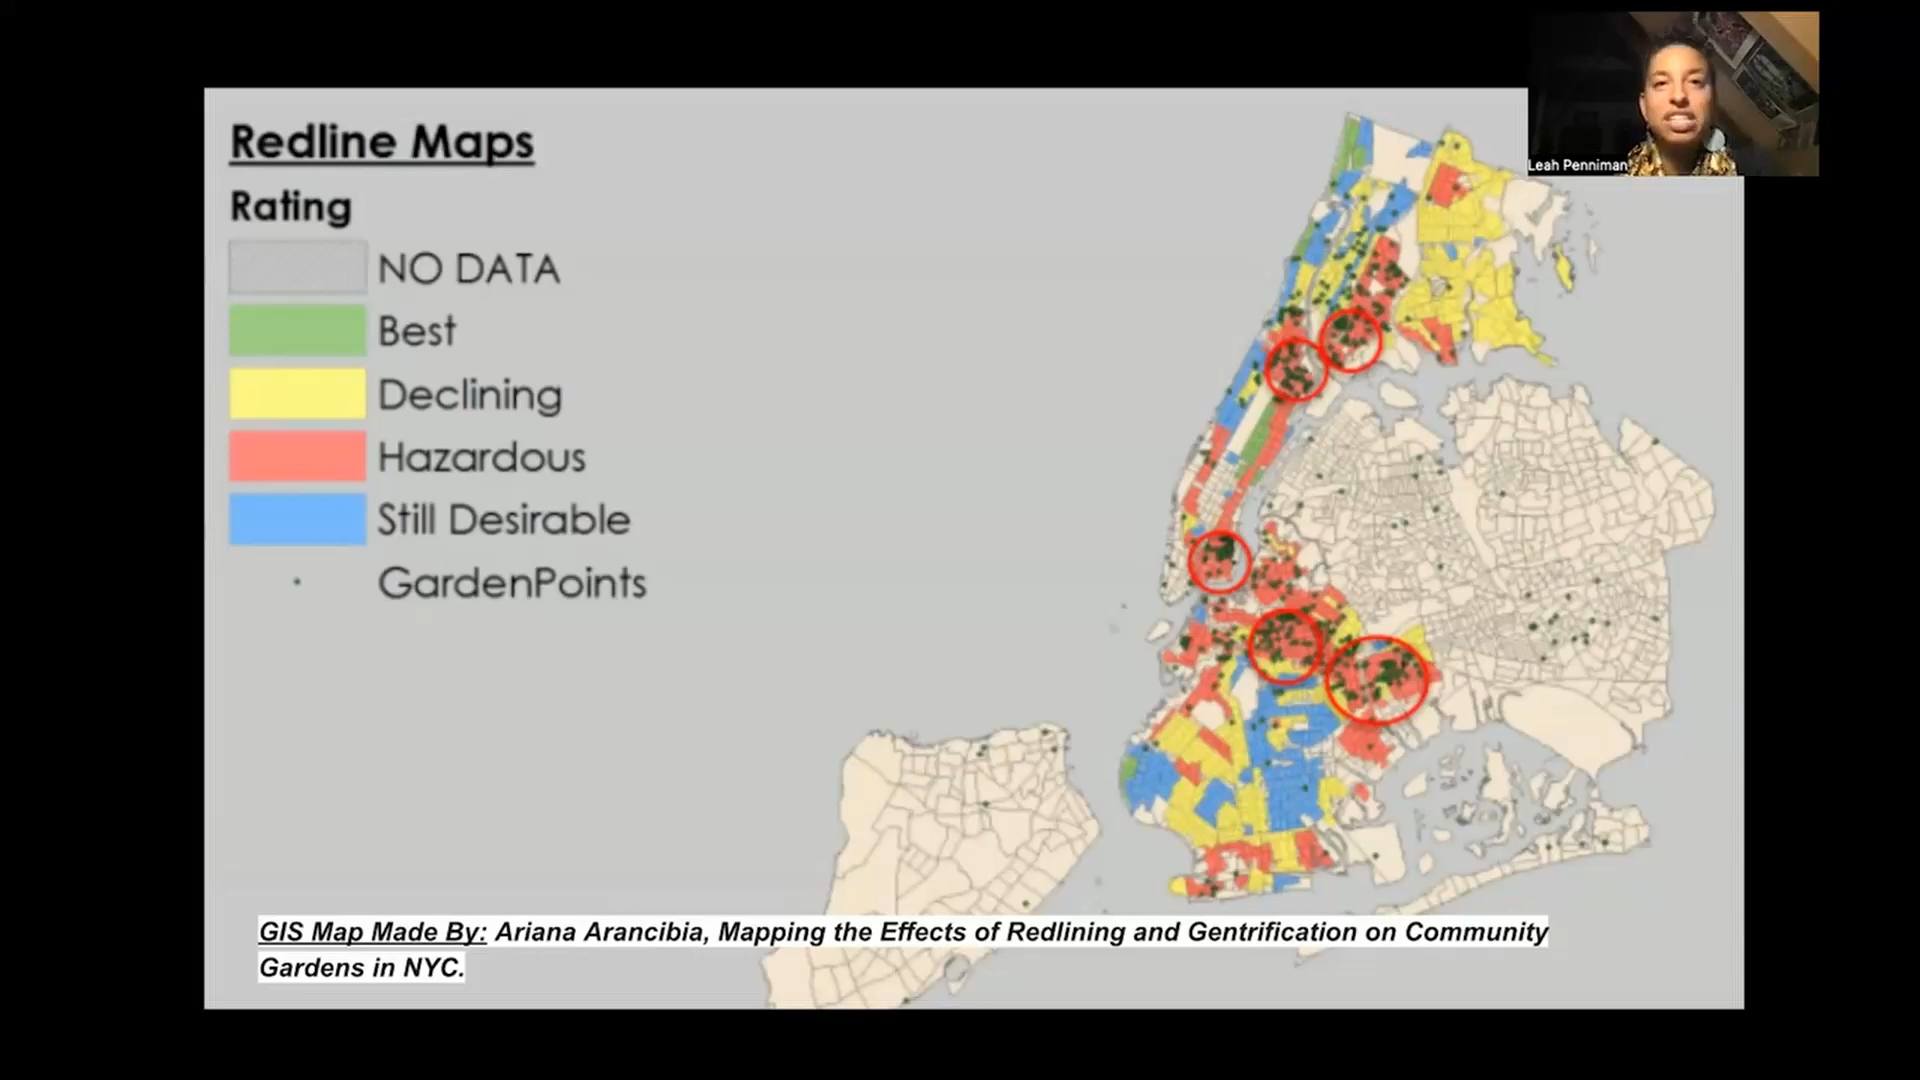 Redline Maps
Rating
NO DATA
Best
Declining
Hazardous
Still Desirable
GardenPoints
Leah Penniman
GIS Map Made By: Ariana Arancibia, Mapping the Effects of Redlining and Gentrification on Community
Gardens in NYC.